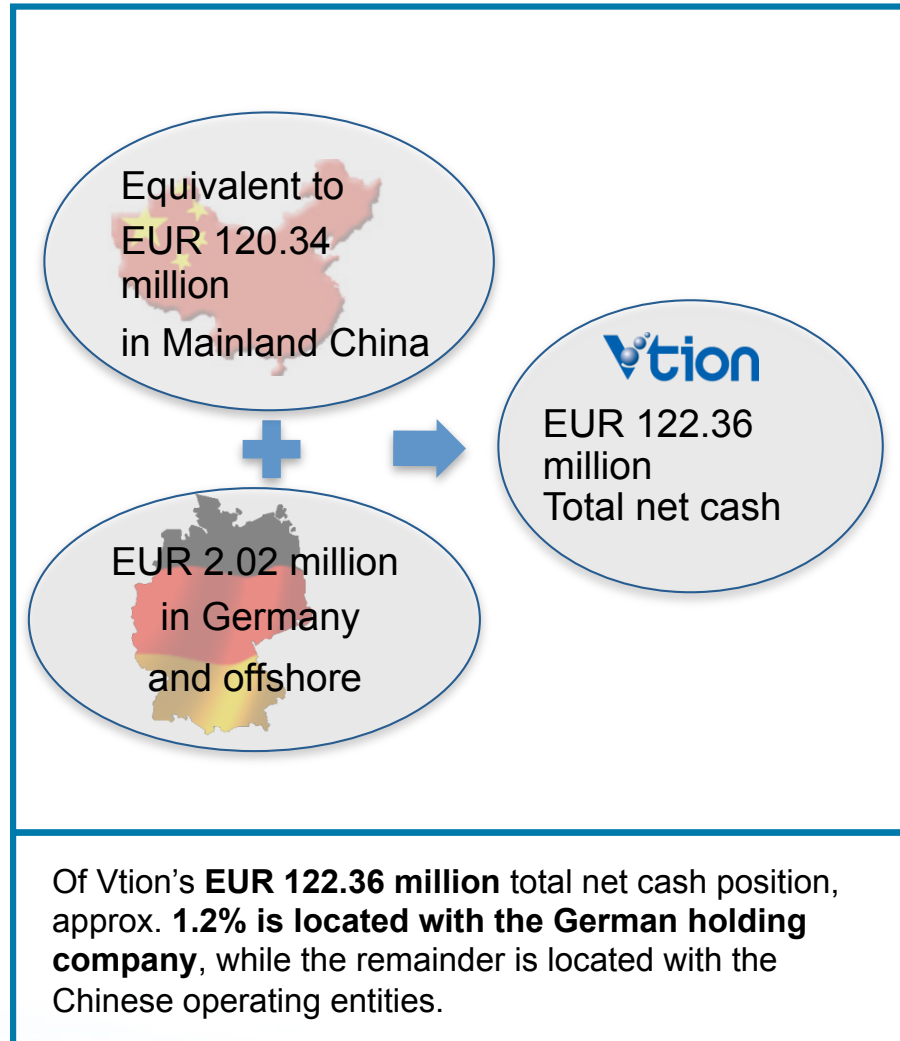 Equivalent to
EUR 120.34
million
in Mainland China
EUR 2.02 million
in Germany
and offshore
Vtion
EUR 122.36
million
Total net cash
Of Vtion’s EUR 122.36 million total net cash position,
approx. 1.2% is located with the German holding
company, while the remainder is located with the
Chinese operating entities.